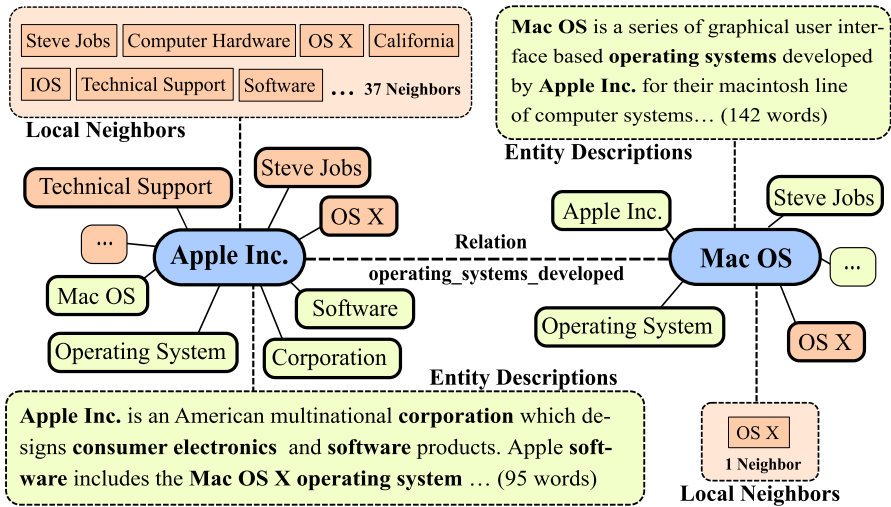 Steve Jobs
Computer Hardware
OS X
California
IOS
Technical Support
Software
... 37 Neighbors
Local Neighbors
Mac OS is a series of graphical user inter-
face based operating systems developed
by Apple Inc. for their macintosh line
of computer systems… (142 words)
Entity Descriptions
Technical Support
Steve Jobs
OS X
...
Apple Inc.
Mac OS
Software
Operating System
Corporation
Relation
operating_systems_developed
Apple Inc.
Steve Jobs
Mac OS
...
Operating System
OS X
Entity Descriptions
Apple Inc. is an American multinational corporation which de-
signs consumer electronics and software products. Apple soft-
ware includes the Mac OS X operating system … (95 words)
OS X
1 Neighbor
Local Neighbors